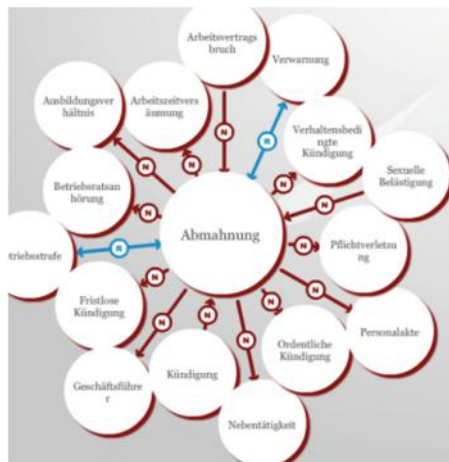 Arbeitsvertrags
bruch
Verwarnung
Ausbildungsver
hältnis
Arbeitszeitvers
äumung
R
N
N
N
Verhaltensbedi
ngte
Kündigung
N
Sexuelle
Belästigung
N
Betriebsratsan
hörung
N
Abmahnung
triebsstrafe
R
N
Pflichtverletzu
ng
N
N
Personalakte
Fristlose
Kündigung
N
N
N
N
Ordentliche
Kündigung
Geschäftsführe
r
Kündigung
Nebentätigkeit